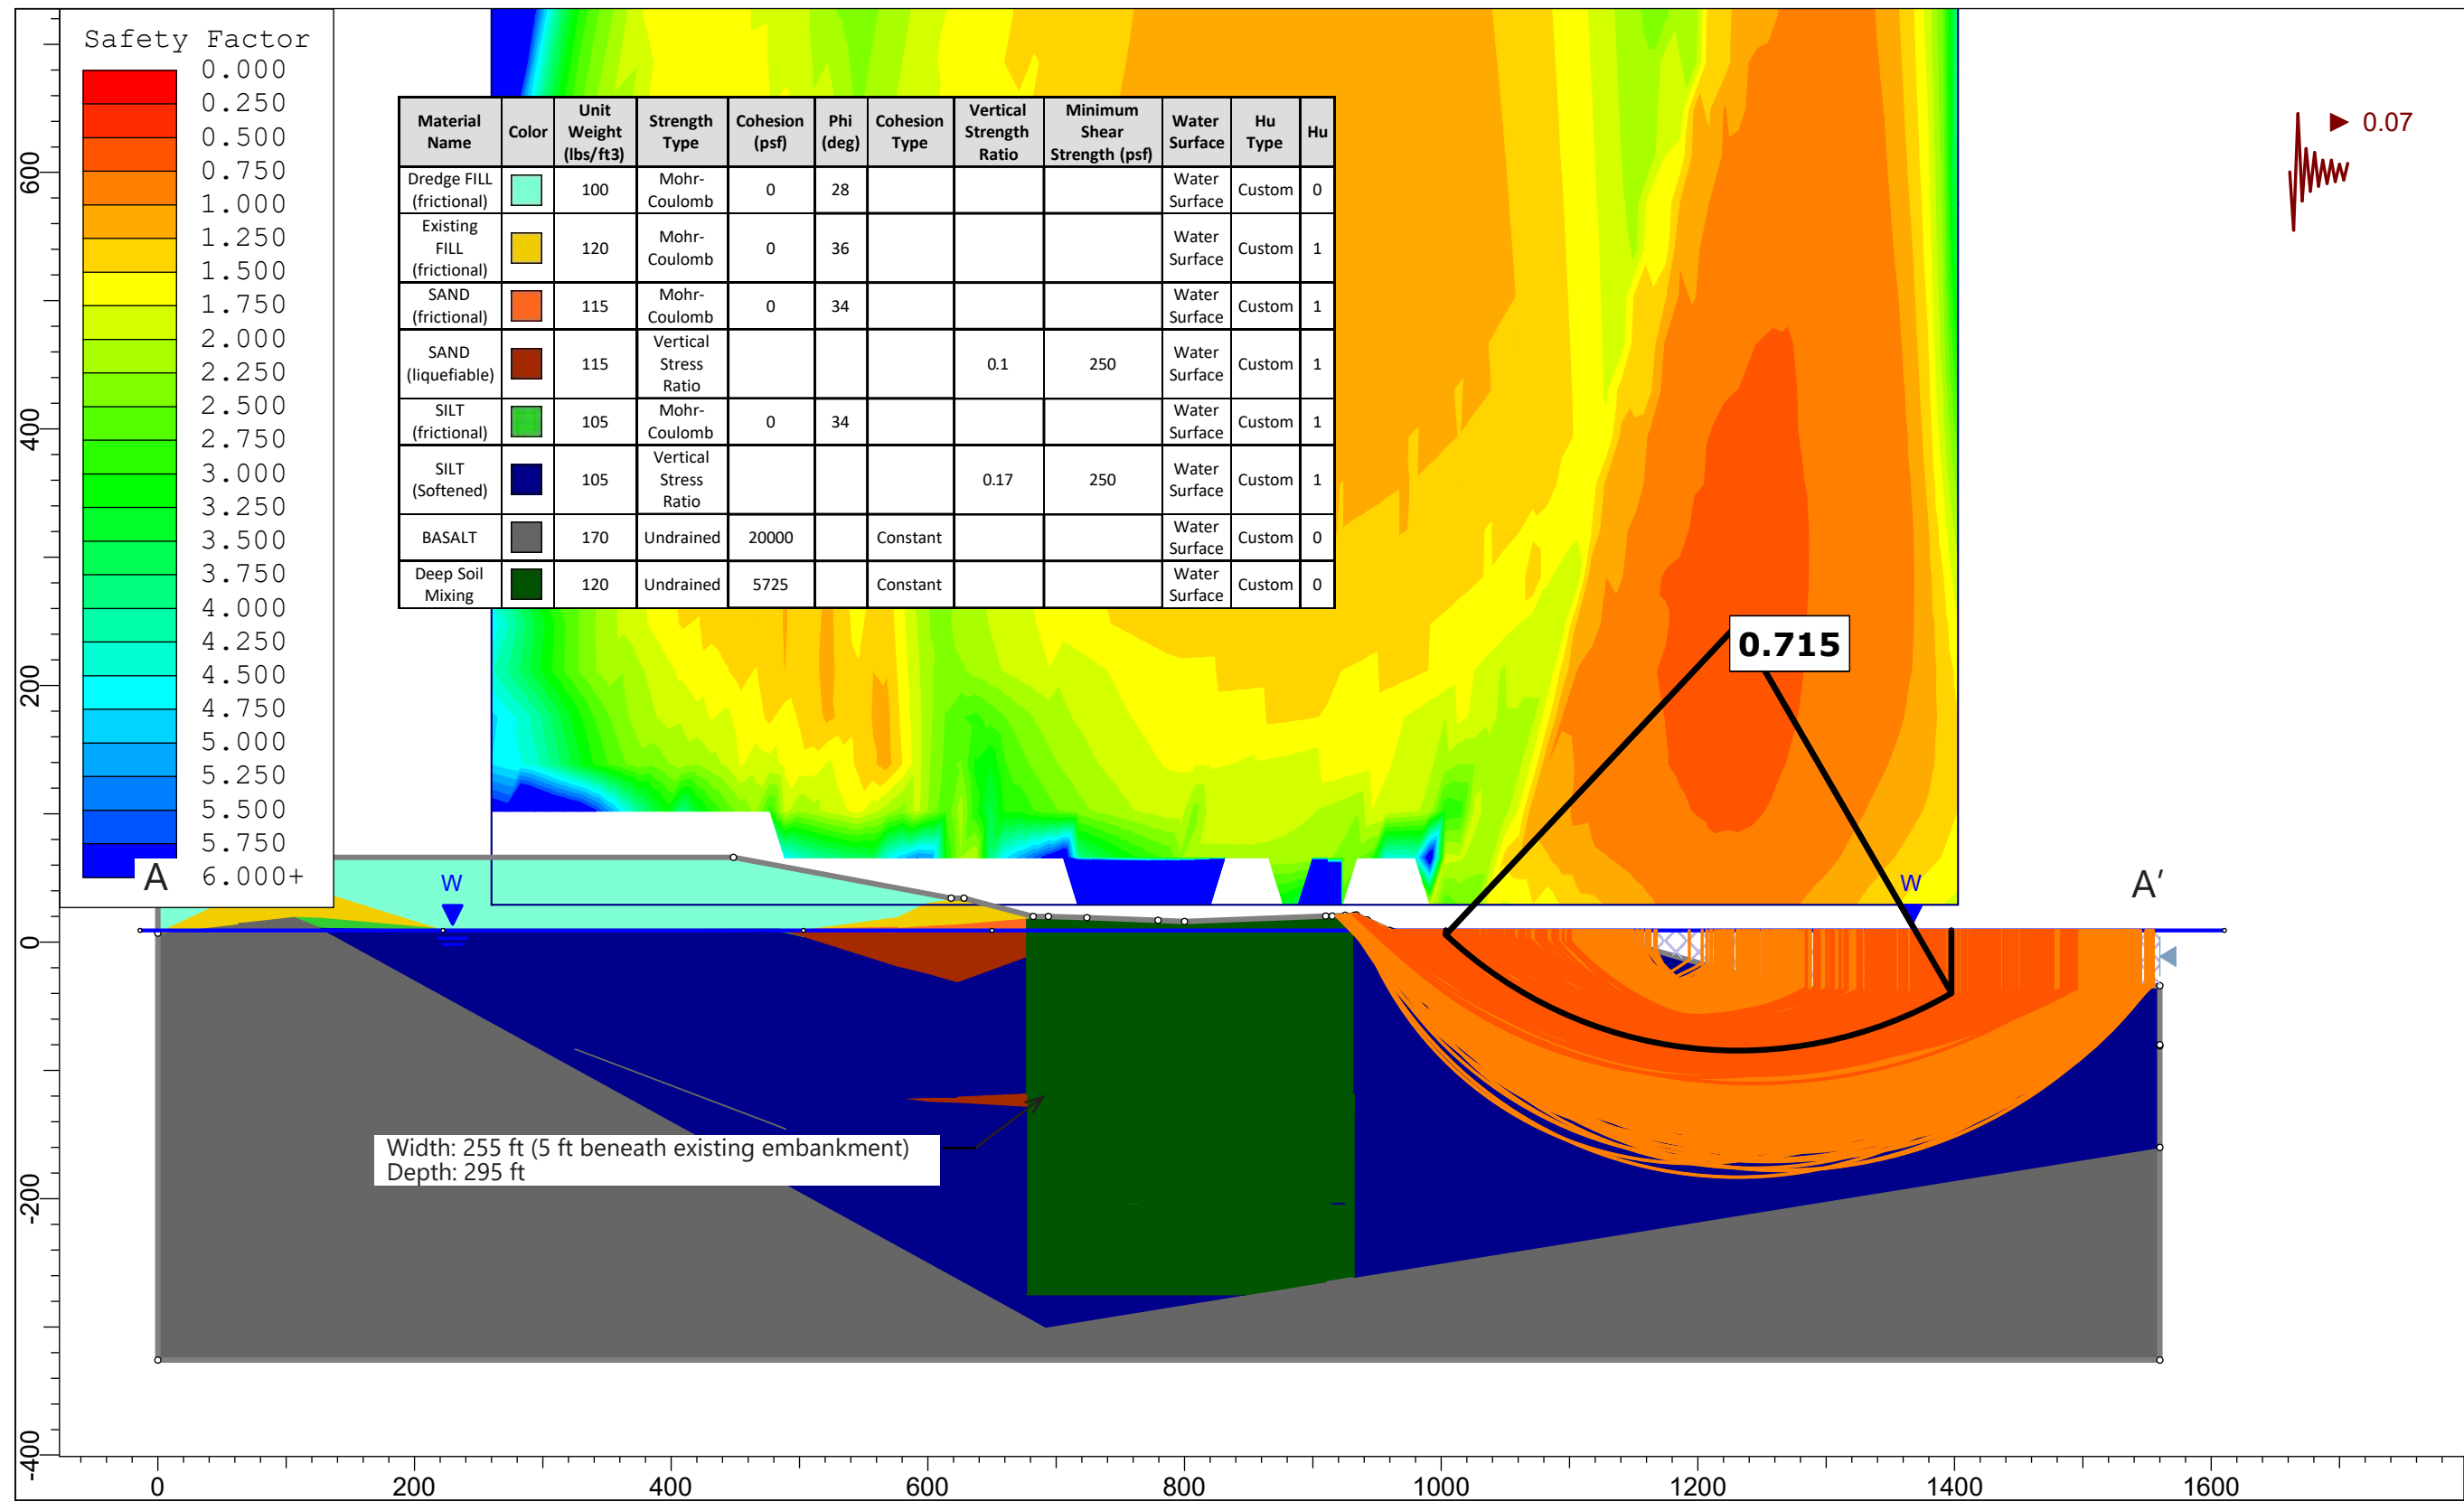 Safety Factor
0.000
0.250
0.500
0.750
1.000
1.250
1.500
1.750
2.000
2.250
2.500
2.750
3.000
3.250
3.500
3.750
4.000
4.250
4.500
4.750
5.000
5.250
5.500
5.750
6.000+
Material Name Color Unit Weight (lbs/ft3) Strength Type Cohesion (psf) Phi (deg) Cohesion Type Vertical Strength Ratio Minimum Shear Strength (psf) Water Surface Hu Type Hu
Dredge FILL (frictional) 100 Mohr-Coulomb 0 28 Water Surface Custom 0
Existing FILL (frictional) 120 Mohr-Coulomb 0 36 Water Surface Custom 1
SAND (frictional) 115 Mohr-Coulomb 0 34 Water Surface Custom 1
SAND (liquefiable) 115 Vertical Stress Ratio 0.1 250 Water Surface Custom 1
SILT (frictional) 105 Mohr-Coulomb 0 34 Water Surface Custom 1
SILT (Softened) 105 Vertical Stress Ratio 0.17 250 Water Surface Custom 1
BASALT 170 Undrained 20000 Constant Water Surface Custom 0
Deep Soil Mixing 120 Undrained 5725 Constant Water Surface Custom 0
0.07
0.715
A
W
W
A′
Width: 255 ft (5 ft beneath existing embankment)
Depth: 295 ft
600
400
200
0
-200
-400
0 200 400 600 800 1000 1200 1400 1600